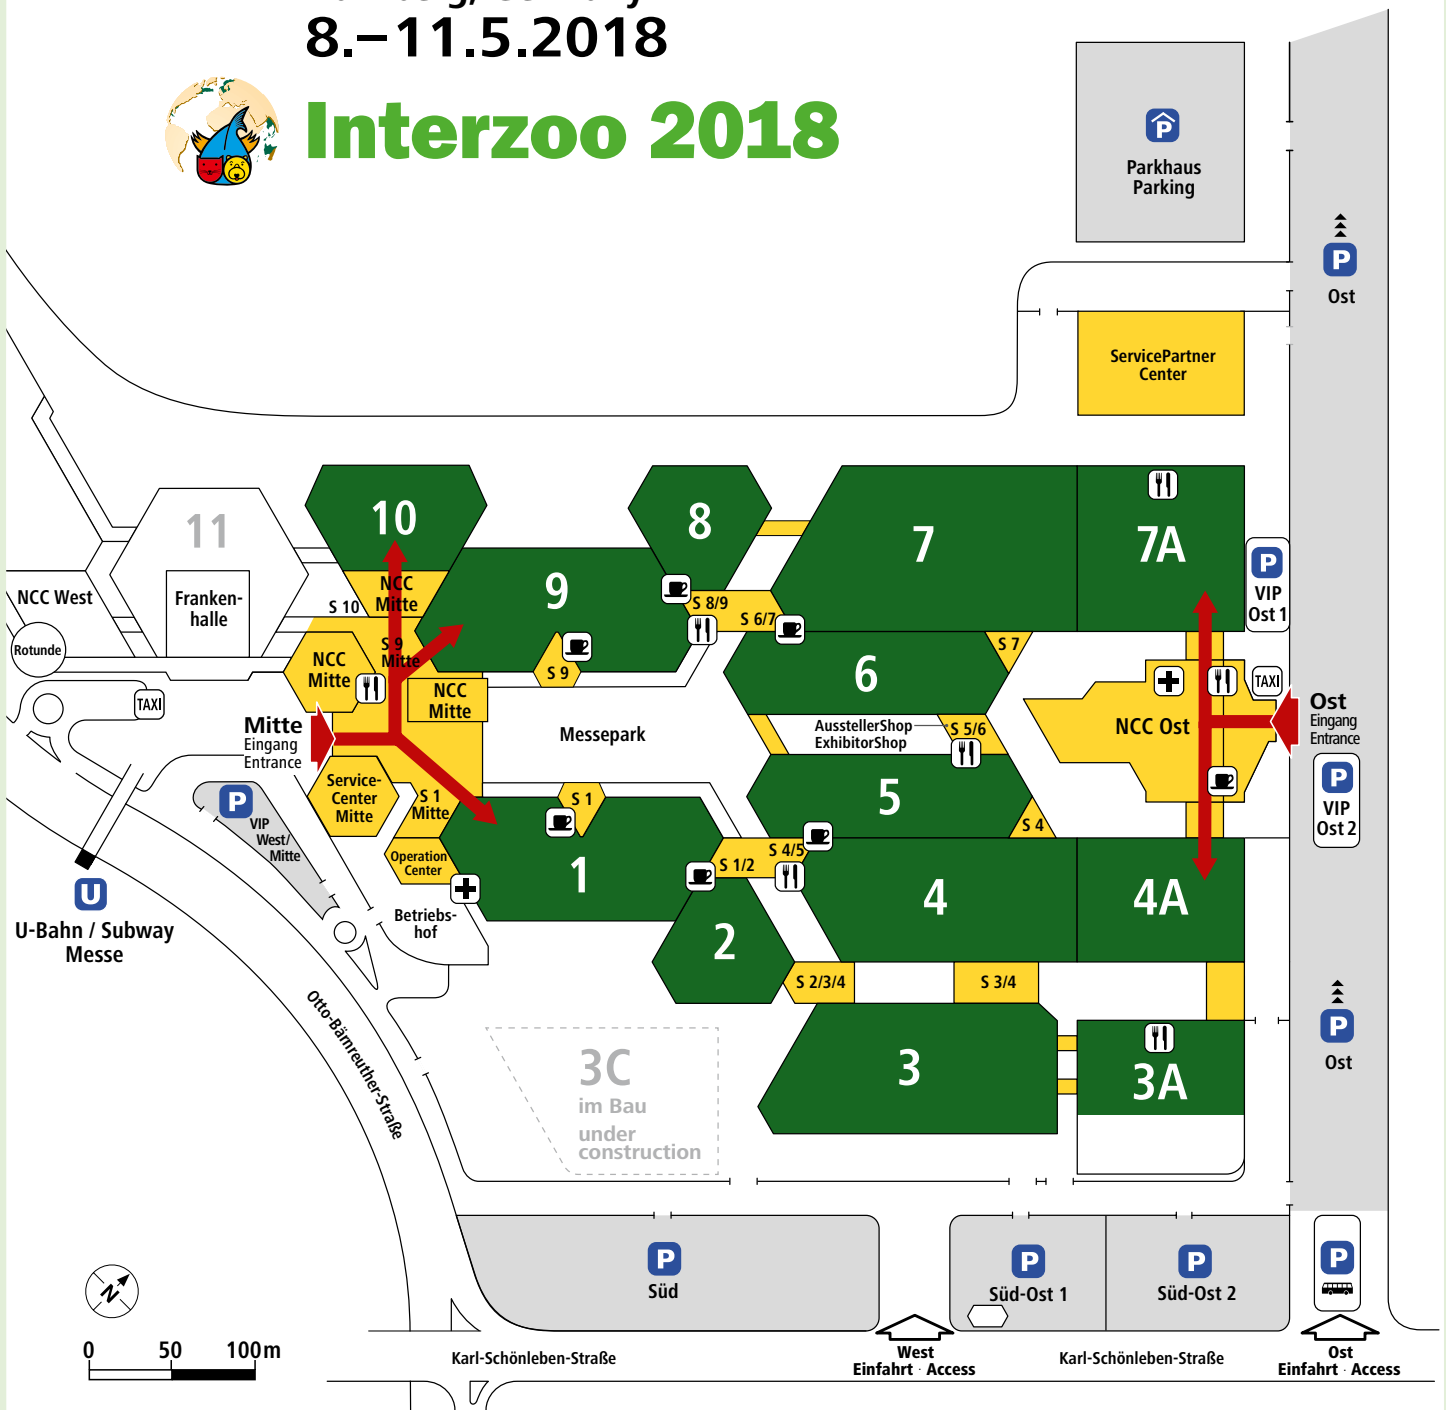 8.–11.5.2018
Interzoo 2018
P
Parkhaus
Parking
P
Ost
ServicePartner
Center
11
10
8
7
7A
9
NCC West
Franken-
halle
S 10
NCC
Mitte
S 8/9
S 6/7
P
VIP
Ost 1
Rotunde
NCC
Mitte
S 9
Mitte
S 9
6
S 7
NCC
Mitte
TAXI
TAXI
Mitte
Eingang
Entrance
Messepark
AusstellerShop
ExhibitorShop
S 5/6
NCC Ost
Ost
Eingang
Entrance
Service-
Center
Mitte
S 1
Mitte
S 1
5
S 4
P
VIP
Ost 2
P
VIP
West/
Mitte
Operation
Center
1
S 1/2
S 4/5
4
4A
U
U-Bahn / Subway
Messe
Betriebs-
hof
2
S 2/3/4
S 3/4
Otto-Bärnreuther-Straße
3C
im Bau
under
construction
3
3A
P
Ost
P
Süd
P
Süd-Ost 1
P
Süd-Ost 2
P
N
0 50 100m
Karl-Schönleben-Straße
West
Einfahrt · Access
Karl-Schönleben-Straße
Ost
Einfahrt · Access